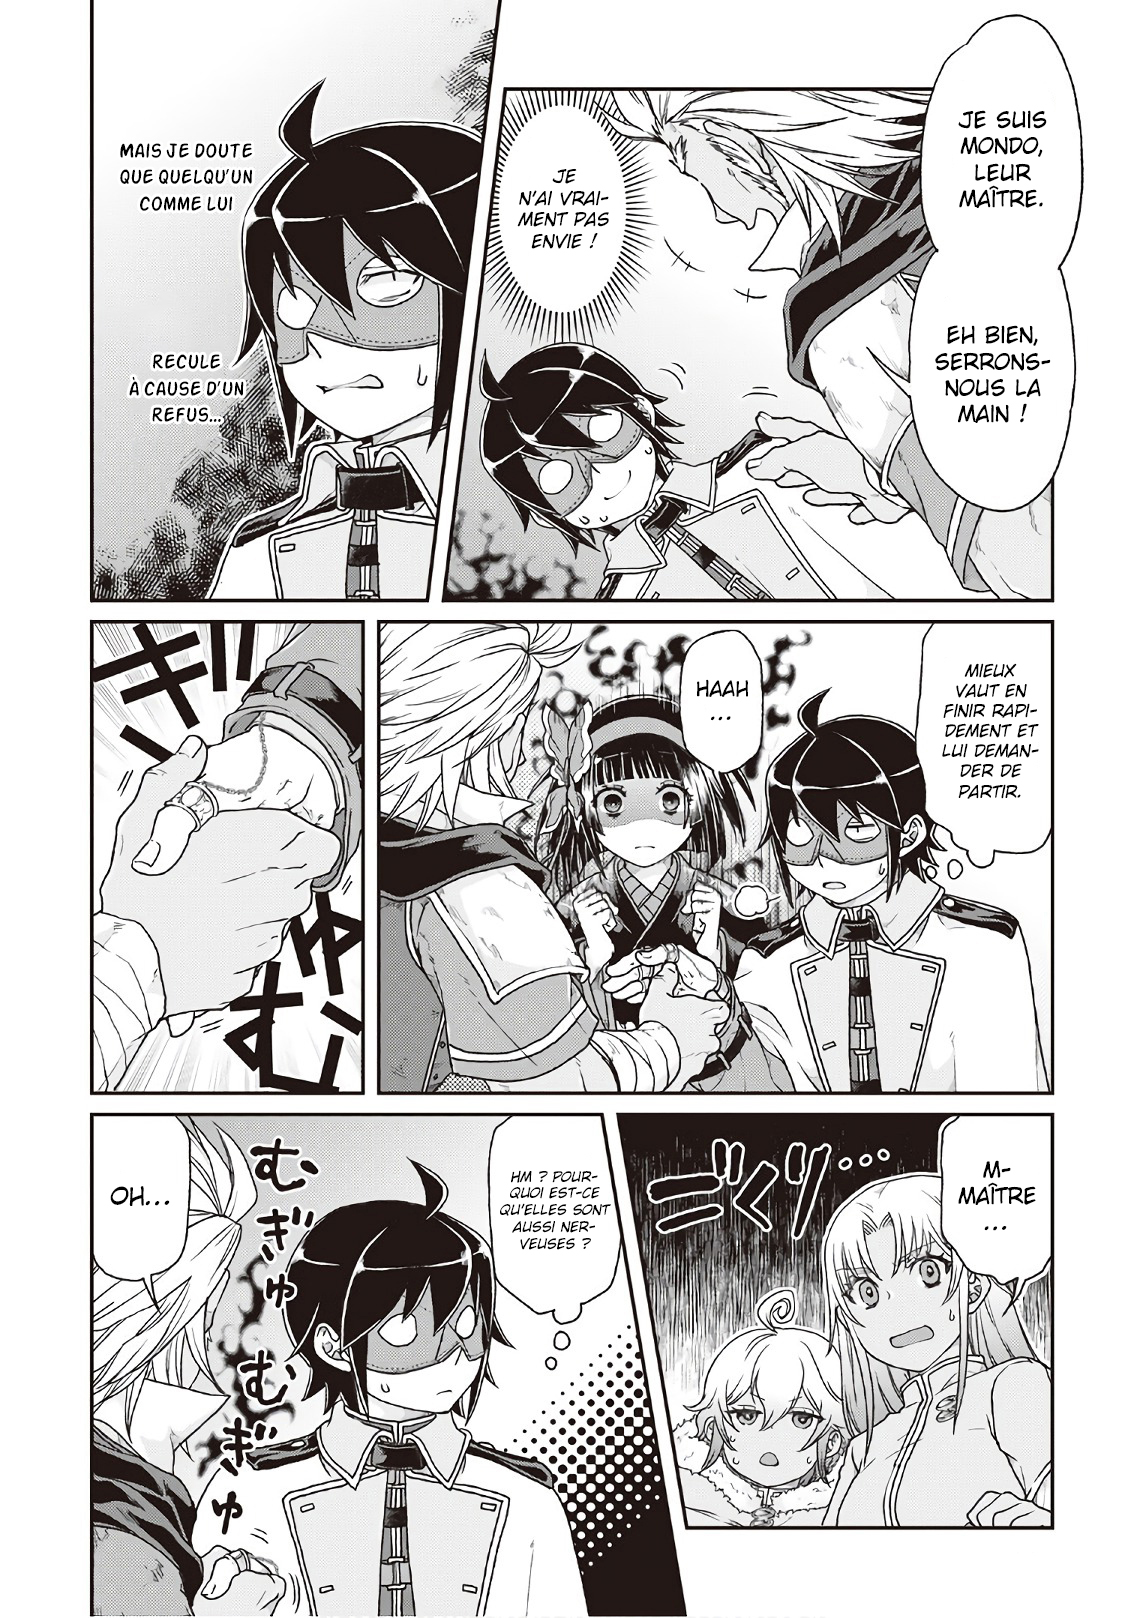 JE SUIS
MONDO,
LEUR
MAÎTRE.
EH BIEN,
SERRONS-
NOUS LA
MAIN !
JE
N'AI VRAI-
MENT PAS
ENVIE !
MAIS JE DOUTE
QUE QUELQU'UN
COMME LUI
RECULE
À CAUSE D'UN
REFUS...
MIEUX
VAUT EN
FINIR RAPI-
DEMENT ET
LUI DEMAN-
DER DE
PARTIR.
HAAH
...
ギ
ぎゅ
むっ
M-
MAÎTRE
...
ごくり...
HM ? POUR-
QUOI EST-CE
QU'ELLES SONT
AUSSI NER-
VEUSES ?
むぎゅ
むぎゅ
OH...